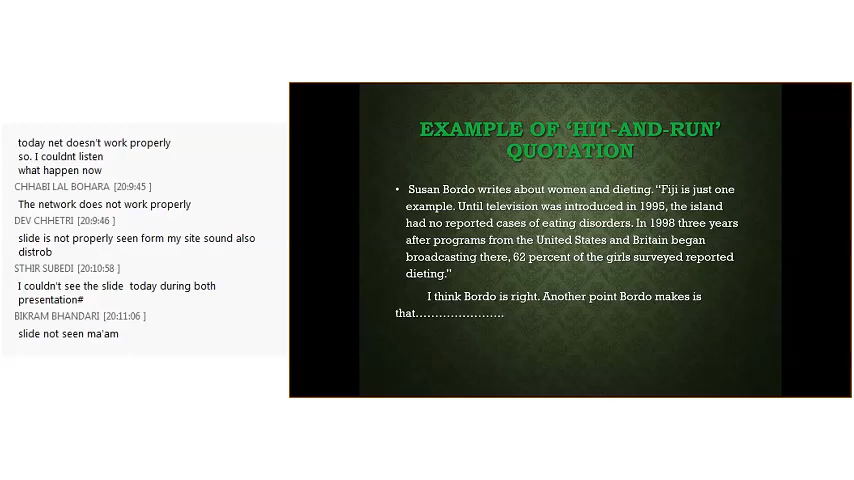 today net doesn't work properly
so. I couldnt listen
what happen now
CHHABI LAL BOHARA [20:9:45 ]
The network does not work properly
DEV CHHETRI [20:9:46 ]
slide is not properly seen form my site sound also
distrob
STHIR SUBEDI [20:10:58 ]
I couldn't see the slide today during both
presentation#
BIKRAM BHANDARI [20:11:06 ]
slide not seen ma'am
EXAMPLE OF ‘HIT-AND-RUN’
QUOTATION
• Susan Bordo writes about women and dieting. “Fiji is just one
example. Until television was introduced in 1995, the island
had no reported cases of eating disorders. In 1998 three years
after programs from the United States and Britain began
broadcasting there, 62 percent of the girls surveyed reported
dieting.”
I think Bordo is right. Another point Bordo makes is
that…………………..